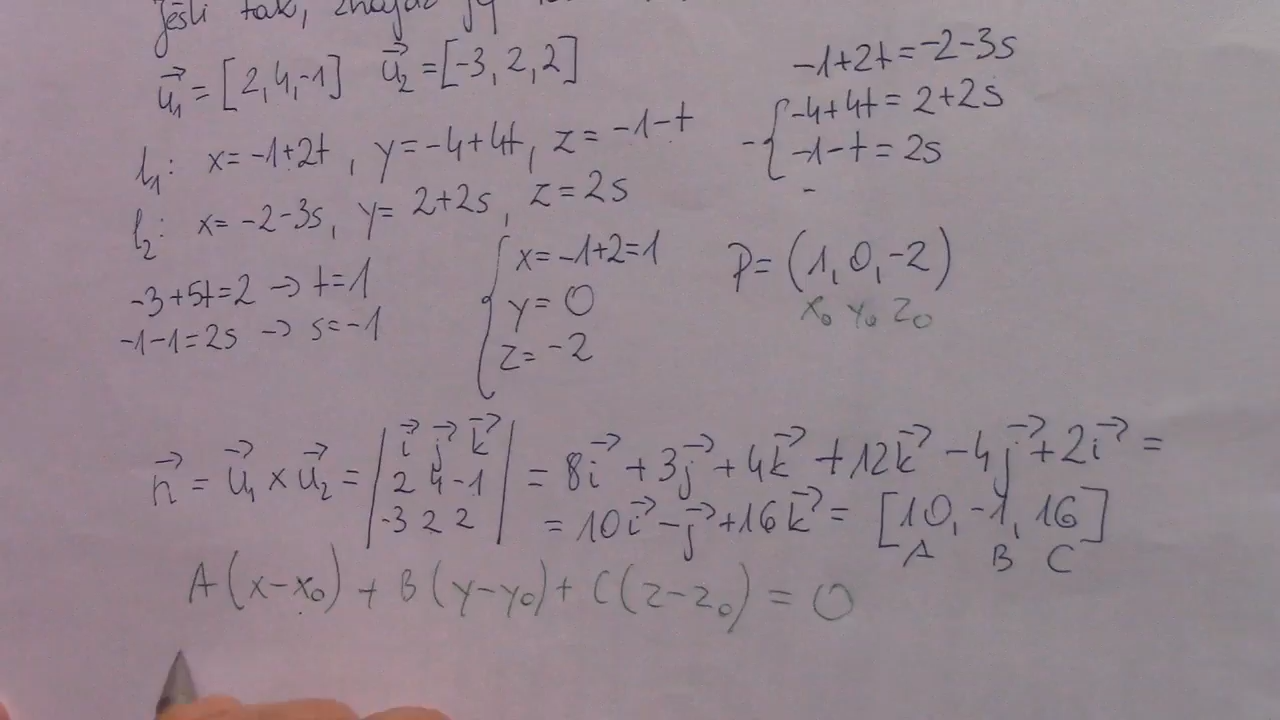 Jeśli tak, znajdź
u⃗₁ = [2,4,-1] u⃗₂ = [-3, 2, 2]
l₁: x = -1+2t, y = -4+4t, z = -1-t
l₂: x = -2-3s, y = 2+2s, z = 2s
-3+5t=2 → t=1
-1-1=2s → s=-1
x = -1+2=1
y = 0
z = -2
-1+2t = -2-3s
-4+4t = 2+2s
-1-t = 2s
-
P = (1, 0, -2)
x₀ y₀ z₀
n⃗ = u⃗₁ × u⃗₂ = | i⃗ j⃗ k⃗ | = 8i⃗ + 3j⃗ + 4k⃗ + 12k⃗ - 4j⃗ + 2i⃗ =
2 4 -1
-3 2 2
= 10i⃗ - j⃗ + 16k⃗ = [10, -1, 16]
A B C
A(x-x₀) + B(y-y₀) + C(z-z₀) = 0